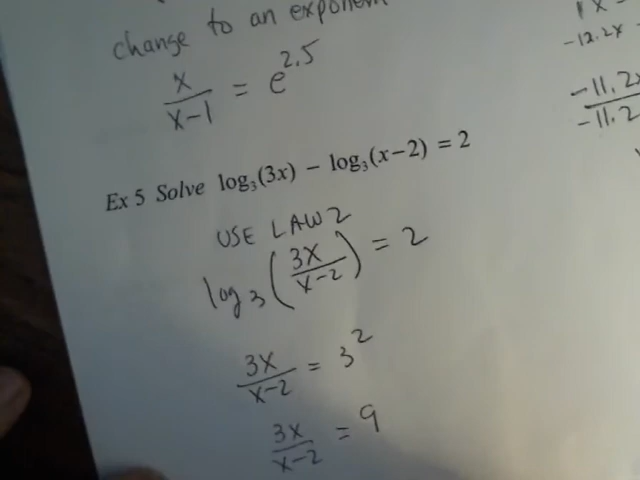 change to an exponent
x/(x-1) = e^2.5
Ex 5 Solve log₃(3x) − log₃(x−2) = 2
USE LAW 2
log₃(3x/(x-2)) = 2
3x/(x-2) = 3²
3x/(x-2) = 9
-12.2x
-11.2x
-11.2